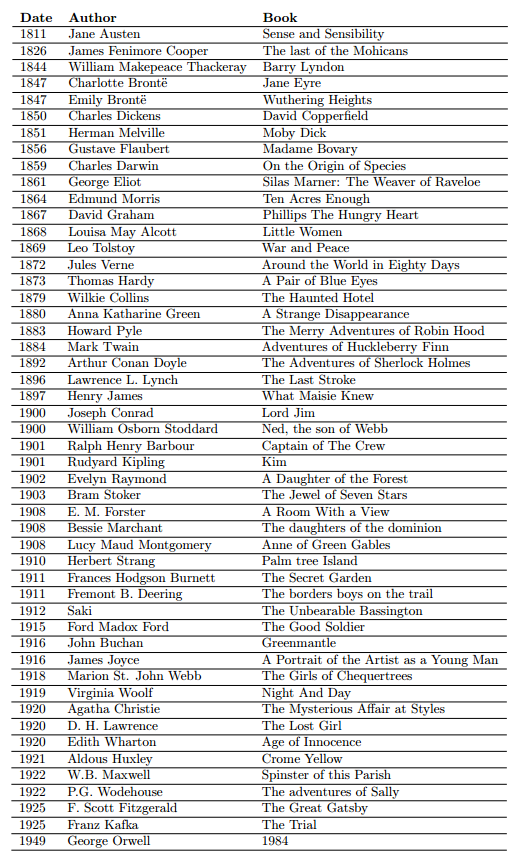 Date Author Book
1811 Jane Austen Sense and Sensibility
1826 James Fenimore Cooper The last of the Mohicans
1844 William Makepeace Thackeray Barry Lyndon
1847 Charlotte Brontë Jane Eyre
1847 Emily Brontë Wuthering Heights
1850 Charles Dickens David Copperfield
1851 Herman Melville Moby Dick
1856 Gustave Flaubert Madame Bovary
1859 Charles Darwin On the Origin of Species
1861 George Eliot Silas Marner: The Weaver of Raveloe
1864 Edmund Morris Ten Acres Enough
1867 David Graham Phillips The Hungry Heart
1868 Louisa May Alcott Little Women
1869 Leo Tolstoy War and Peace
1872 Jules Verne Around the World in Eighty Days
1873 Thomas Hardy A Pair of Blue Eyes
1879 Wilkie Collins The Haunted Hotel
1880 Anna Katharine Green A Strange Disappearance
1883 Howard Pyle The Merry Adventures of Robin Hood
1884 Mark Twain Adventures of Huckleberry Finn
1892 Arthur Conan Doyle The Adventures of Sherlock Holmes
1896 Lawrence L. Lynch The Last Stroke
1897 Henry James What Maisie Knew
1900 Joseph Conrad Lord Jim
1900 William Osborn Stoddard Ned, the son of Webb
1901 Ralph Henry Barbour Captain of The Crew
1901 Rudyard Kipling Kim
1902 Evelyn Raymond A Daughter of the Forest
1903 Bram Stoker The Jewel of Seven Stars
1908 E. M. Forster A Room With a View
1908 Bessie Marchant The daughters of the dominion
1908 Lucy Maud Montgomery Anne of Green Gables
1910 Herbert Strang Palm tree Island
1911 Frances Hodgson Burnett The Secret Garden
1911 Fremont B. Deering The borders boys on the trail
1912 Saki The Unbearable Bassington
1915 Ford Madox Ford The Good Soldier
1916 John Buchan Greenmantle
1916 James Joyce A Portrait of the Artist as a Young Man
1918 Marion St. John Webb The Girls of Chequertrees
1919 Virginia Woolf Night And Day
1920 Agatha Christie The Mysterious Affair at Styles
1920 D. H. Lawrence The Lost Girl
1920 Edith Wharton Age of Innocence
1921 Aldous Huxley Crome Yellow
1922 W.B. Maxwell Spinster of this Parish
1922 P.G. Wodehouse The adventures of Sally
1925 F. Scott Fitzgerald The Great Gatsby
1925 Franz Kafka The Trial
1949 George Orwell 1984